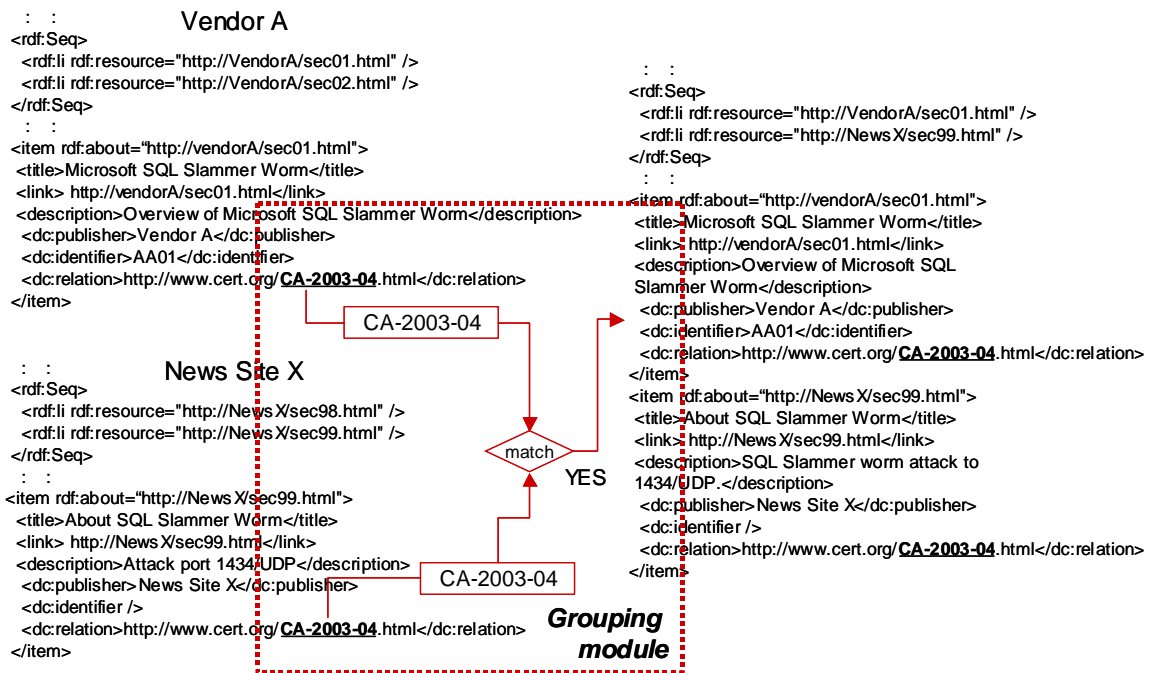 : :
Vendor A
<rdf:Seq>
<rdf:li rdf:resource="http://VendorA/sec01.html" />
<rdf:li rdf:resource="http://VendorA/sec02.html" />
</rdf:Seq>
: :
<item rdf:about=“http://vendorA/sec01.html">
<title>Microsoft SQL Slammer Worm</title>
<link> http://vendorA/sec01.html</link>
<description>Overview of Microsoft SQL Slammer Worm</description>
<dc:publisher>Vendor A</dc:publisher>
<dc:identifier>AA01</dc:identifier>
<dc:relation>http://www.cert.org/CA-2003-04.html</dc:relation>
</item>
CA-2003-04
: :
News Site X
<rdf:Seq>
<rdf:li rdf:resource="http://NewsX/sec98.html" />
<rdf:li rdf:resource="http://NewsX/sec99.html" />
</rdf:Seq>
: :
<item rdf:about=“http://NewsX/sec99.html">
<title>About SQL Slammer Worm</title>
<link> http://NewsX/sec99.html</link>
<description>Attack port 1434/UDP</description>
<dc:publisher>News Site X</dc:publisher>
<dc:identifier />
<dc:relation>http://www.cert.org/CA-2003-04.html</dc:relation>
</item>
match
YES
CA-2003-04
Grouping
module
: :
<rdf:Seq>
<rdf:li rdf:resource="http://VendorA/sec01.html" />
<rdf:li rdf:resource="http://NewsX/sec99.html" />
</rdf:Seq>
: :
<item rdf:about=“http://vendorA/sec01.html">
<title>Microsoft SQL Slammer Worm</title>
<link> http://vendorA/sec01.html</link>
<description>Overview of Microsoft SQL
Slammer Worm</description>
<dc:publisher>Vendor A</dc:publisher>
<dc:identifier>AA01</dc:identifier>
<dc:relation>http://www.cert.org/CA-2003-04.html</dc:relation>
</item>
<item rdf:about=“http://NewsX/sec99.html">
<title>About SQL Slammer Worm</title>
<link> http://NewsX/sec99.html</link>
<description>SQL Slammer worm attack to
1434/UDP.</description>
<dc:publisher>News Site X</dc:publisher>
<dc:identifier />
<dc:relation>http://www.cert.org/CA-2003-04.html</dc:relation>
</item>